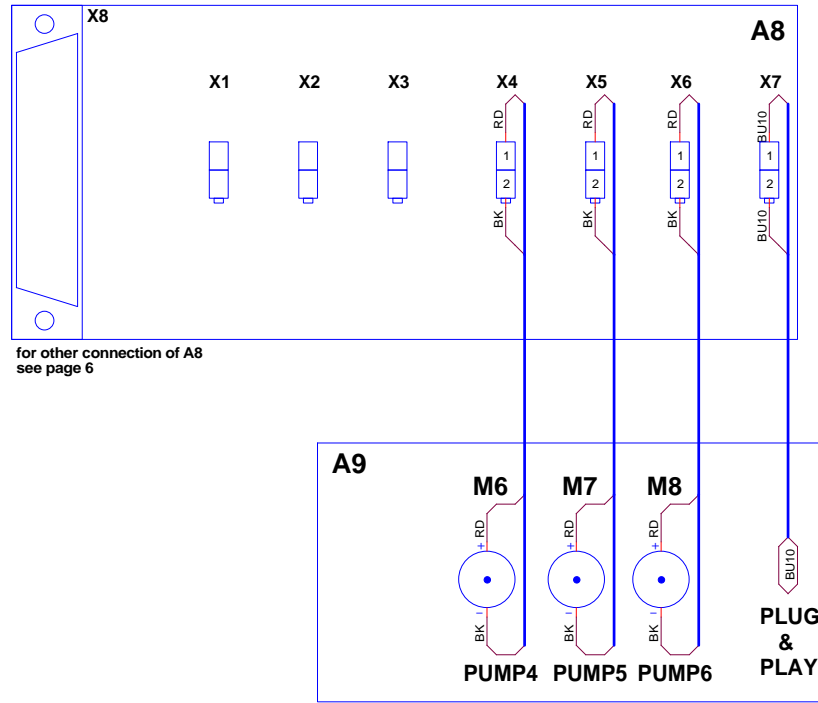 X8
A8
X1 X2 X3 X4 X5 X6 X7
RD RD RD BU10
1 1 1 1
2 2 2 2
BK BK BK BU10
for other connection of A8
see page 6
A9
M6 M7 M8
+ RD + RD + RD
BU10
BK - BK - BK -
PLUG
&
PLAY
PUMP4 PUMP5 PUMP6